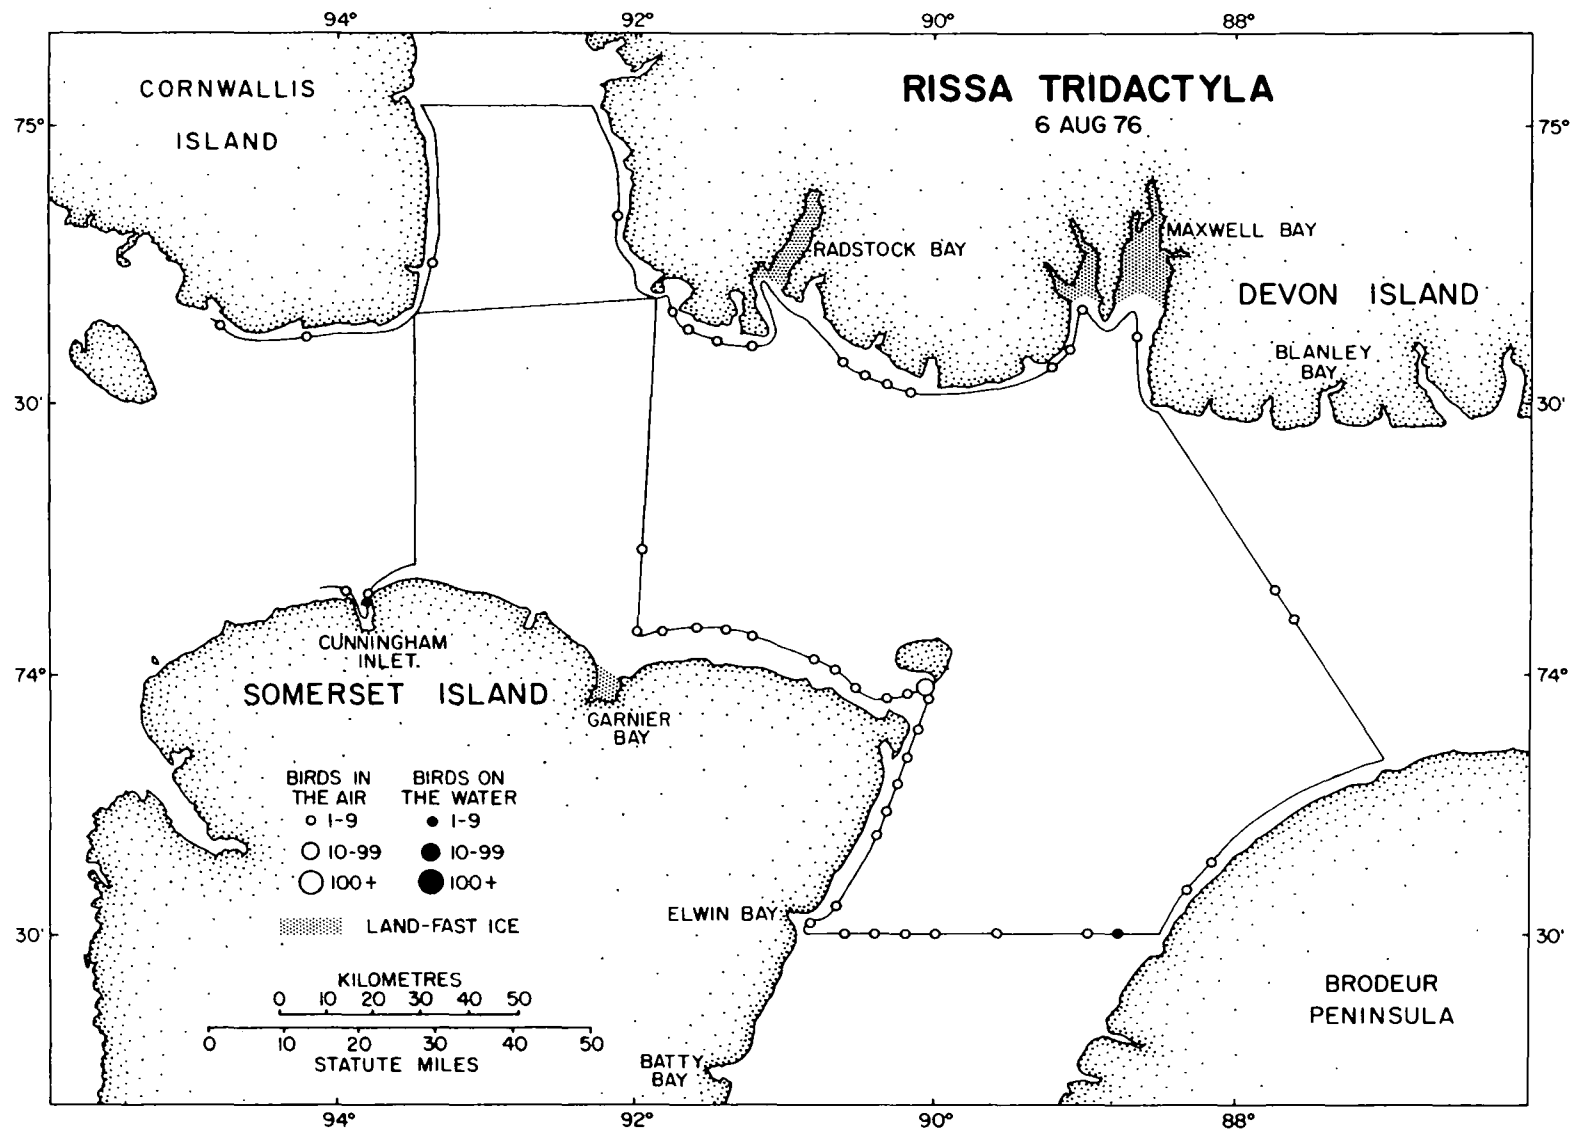 94°
92°
90°
88°
CORNWALLIS
ISLAND
RISSA TRIDACTYLA
6 AUG 76
75°
75°
RADSTOCK BAY
MAXWELL BAY
DEVON ISLAND
BLANLEY
BAY
30'
30'
CUNNINGHAM
INLET.
SOMERSET ISLAND
74°
74°
GARNIER
BAY
BIRDS IN
THE AIR
1-9
10-99
100+
BIRDS ON
THE WATER
1-9
10-99
100+
LAND-FAST ICE
ELWIN BAY
30'
30'
KILOMETRES
0 10 20 30 40 50
0 10 20 30 40 50
STATUTE MILES
BRODEUR
PENINSULA
BATTY
BAY
94°
92°
90°
88°